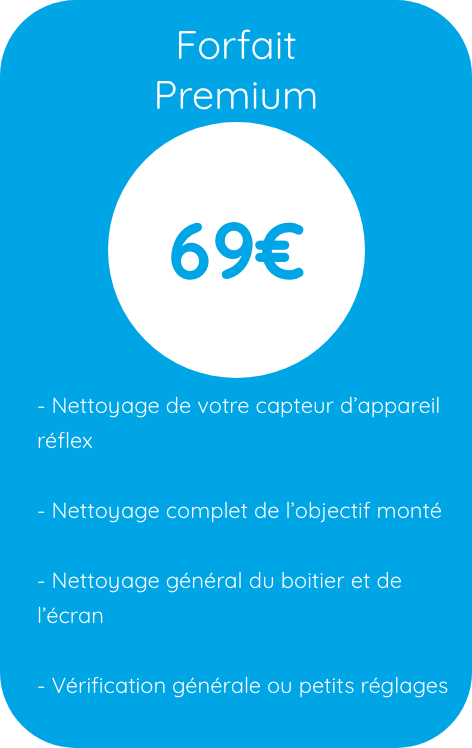 Forfait
Premium
69€
- Nettoyage de votre capteur d’appareil
réflex
- Nettoyage complet de l’objectif monté
- Nettoyage général du boitier et de
l’écran
- Vérification générale ou petits réglages